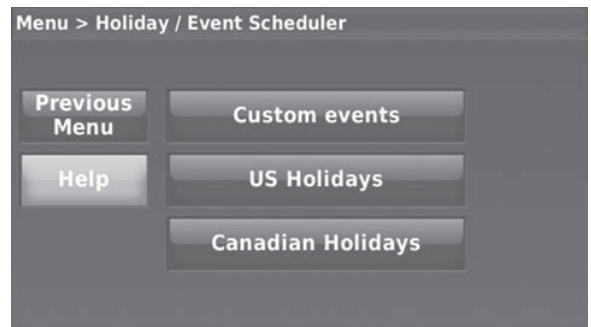 Menu > Holiday / Event Scheduler
Previous
Menu
Custom events
Help
US Holidays
Canadian Holidays